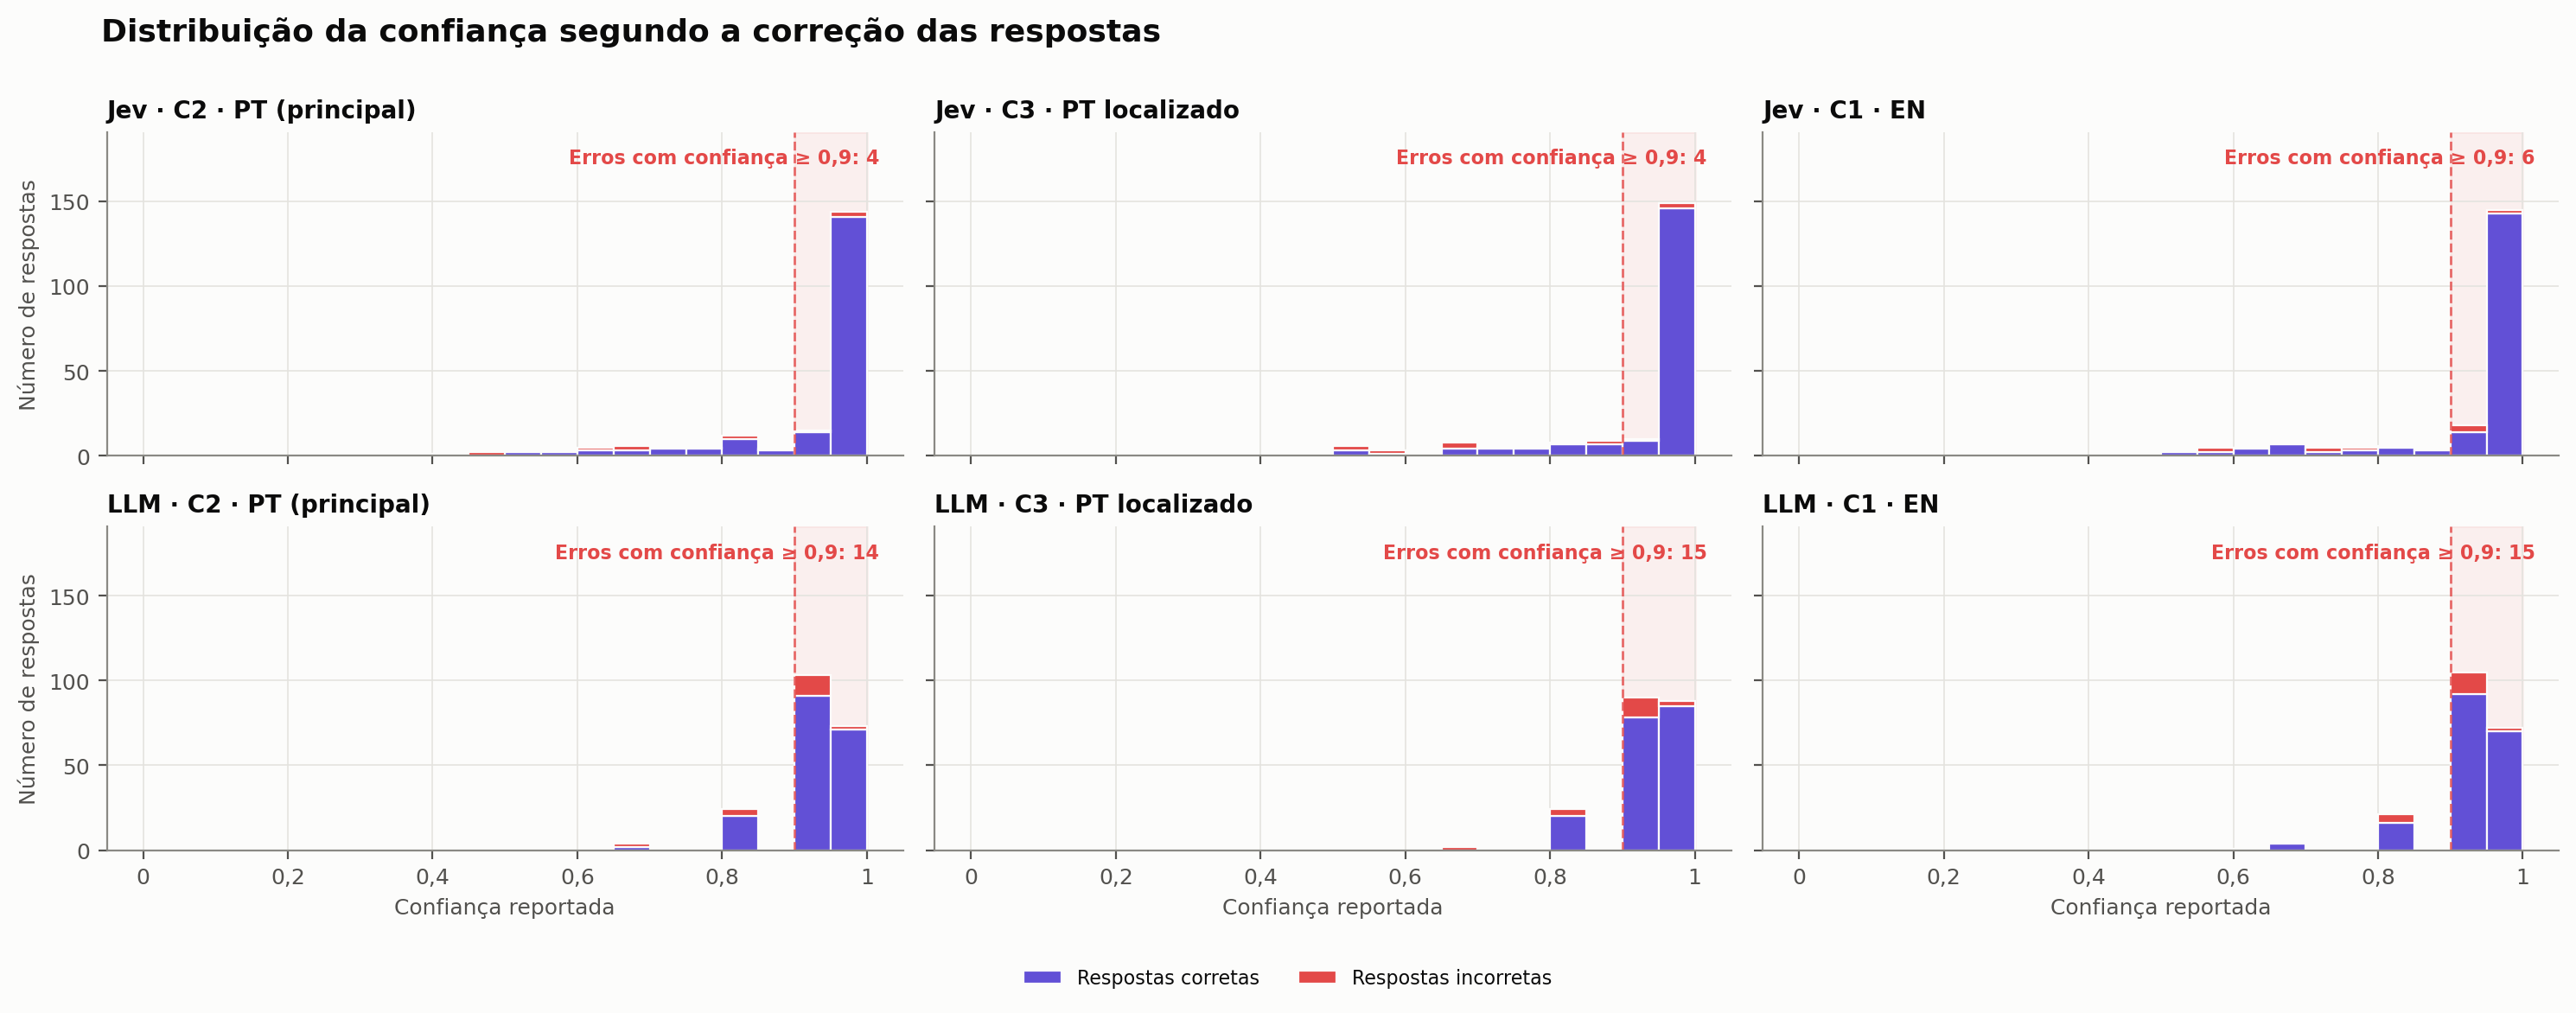 Distribuição da confiança segundo a correção das respostas
Jev · C2 · PT (principal)
Jev · C3 · PT localizado
Jev · C1 · EN
Erros com confiança ≥ 0,9: 4
Erros com confiança ≥ 0,9: 4
Erros com confiança ≥ 0,9: 6
Número de respostas
150
100
50
0
LLM · C2 · PT (principal)
LLM · C3 · PT localizado
LLM · C1 · EN
Erros com confiança ≥ 0,9: 14
Erros com confiança ≥ 0,9: 15
Erros com confiança ≥ 0,9: 15
Número de respostas
150
100
50
0
0 0,2 0,4 0,6 0,8 1
0 0,2 0,4 0,6 0,8 1
0 0,2 0,4 0,6 0,8 1
Confiança reportada
Confiança reportada
Confiança reportada
Respostas corretas
Respostas incorretas